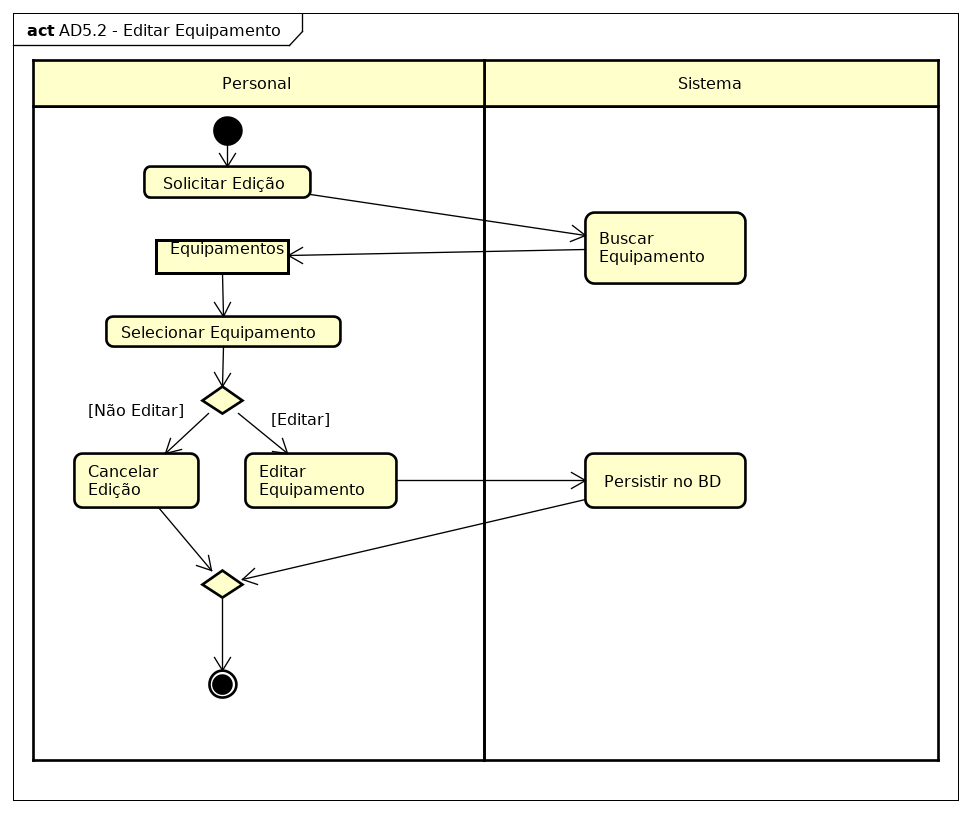 act AD5.2 - Editar Equipamento
Personal
Sistema
Solicitar Edição
Buscar
Equipamento
Equipamentos
Selecionar Equipamento
[Não Editar]
[Editar]
Cancelar
Edição
Editar
Equipamento
Persistir no BD